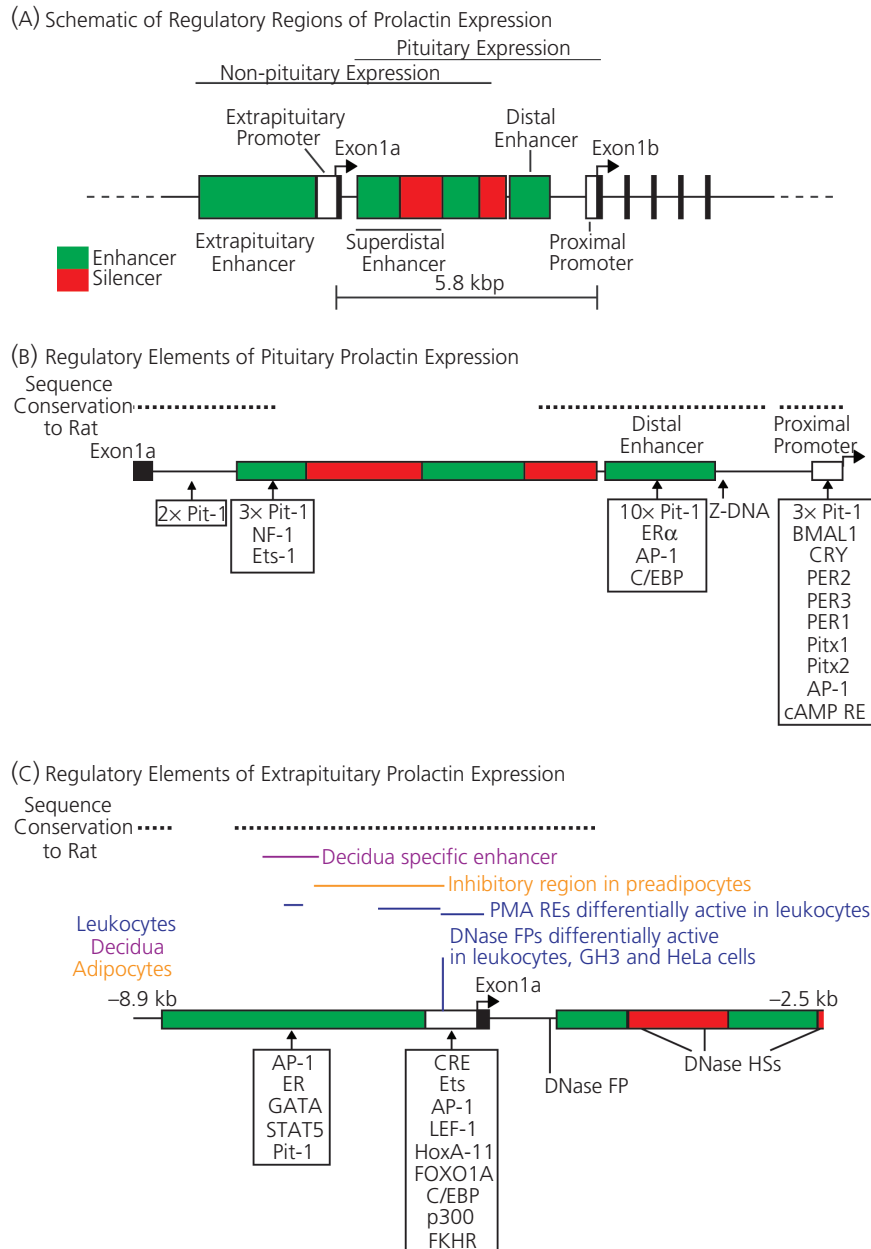 (A) Schematic of Regulatory Regions of Prolactin Expression
Pituitary Expression
Non-pituitary Expression
Extrapituitary
Promoter
Exon1a
Distal
Enhancer
Exon1b
Extrapituitary
Enhancer
Superdistal
Enhancer
Proximal
Promoter
Enhancer
Silencer
5.8 kbp
(B) Regulatory Elements of Pituitary Prolactin Expression
Sequence
Conservation
to Rat
Exon1a
Distal
Enhancer
Proximal
Promoter
2× Pit-1
3× Pit-1
NF-1
Ets-1
10× Pit-1
ERα
AP-1
C/EBP
Z-DNA
3× Pit-1
BMAL1
CRY
PER2
PER3
PER1
Pitx1
Pitx2
AP-1
cAMP RE
(C) Regulatory Elements of Extrapituitary Prolactin Expression
Sequence
Conservation
to Rat
Decidua specific enhancer
Inhibitory region in preadipocytes
PMA REs differentially active in leukocytes
Leukocytes
Decidua
Adipocytes
DNase FPs differentially active
in leukocytes, GH3 and HeLa cells
–8.9 kb
Exon1a
–2.5 kb
DNase FP
DNase HSs
AP-1
ER
GATA
STAT5
Pit-1
CRE
Ets
AP-1
LEF-1
HoxA-11
FOXO1A
C/EBP
p300
FKHR